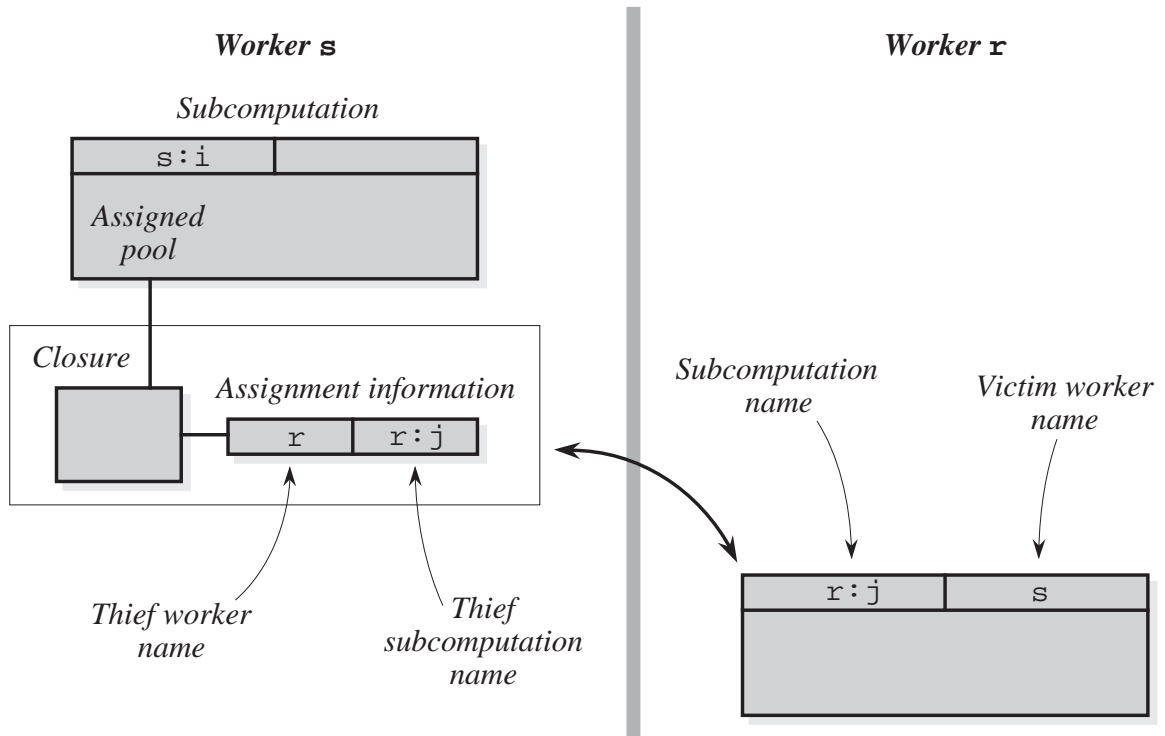 Worker s
Worker r
Subcomputation
s:i
Assigned
pool
Closure
Assignment information
r
r:j
Thief worker
name
Thief
subcomputation
name
Subcomputation
name
Victim worker
name
r:j
s